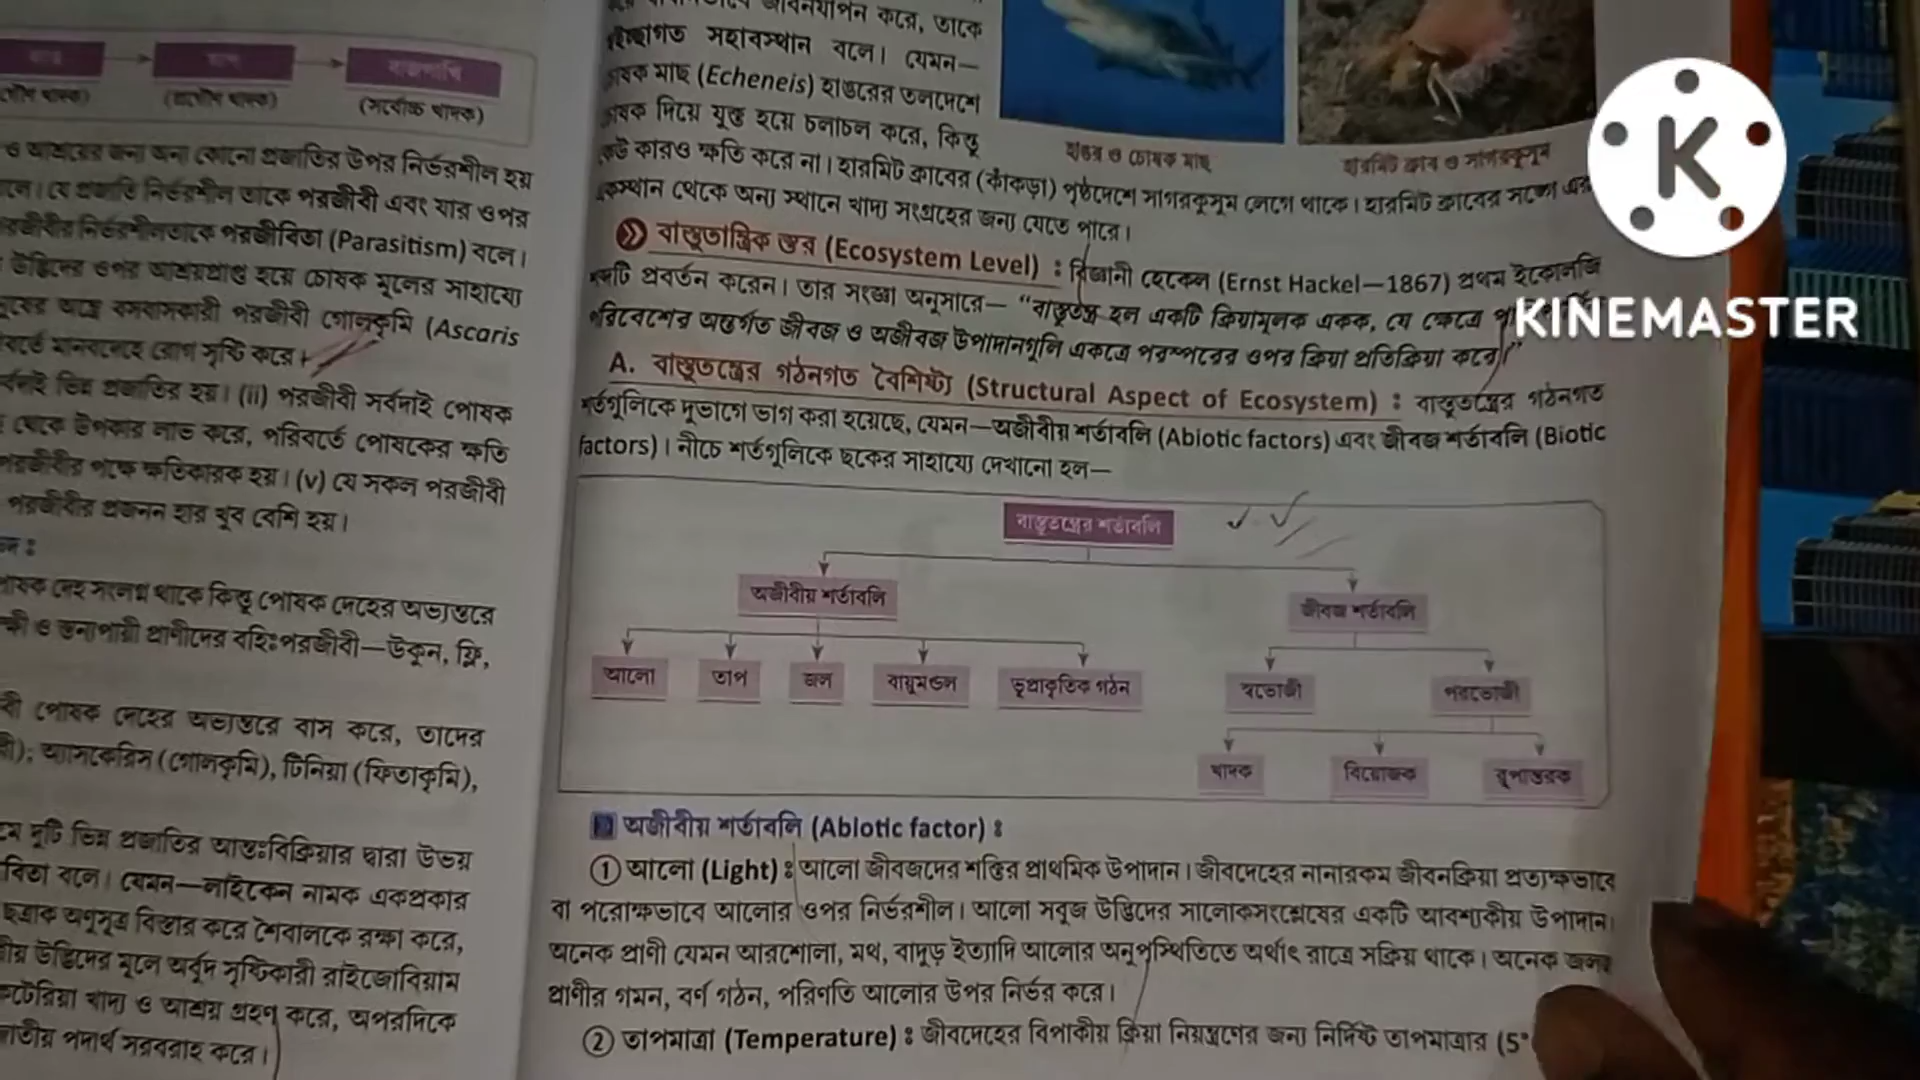 বাজপাখি
(সর্বোচ্চ খাদক)
ও আশ্রয়ের জন্য অন্য কোনো প্রজাতির উপর নির্ভরশীল হয়
যে প্রজাতি নির্ভরশীল তাকে পরজীবী এবং যার ওপর
নির্ভরশীলতাকে পরজীবিতা (Parasitism) বলে।
উদ্ভিদের ওপর আশ্রয়প্রাপ্ত হয়ে চোষক মূলের সাহায্যে
অন্ত্রে বসবাসকারী পরজীবী গোলকৃমি (Ascaris
মানবদেহে রোগ সৃষ্টি করে।
ভিন্ন প্রজাতির হয়। (ii) পরজীবী সর্বদাই পোষক
থেকে উপকার লাভ করে, পরিবর্তে পোষকের ক্ষতি
পক্ষে ক্ষতিকারক হয়। (v) যে সকল পরজীবী
পরজীবীর প্রজনন হার খুব বেশি হয়।
দেহ সংলগ্ন থাকে কিন্তু পোষক দেহের অভ্যন্তরে
ও স্তন্যপায়ী প্রাণীদের বহিঃপরজীবী—উকুন, ফ্লি,
পোষক দেহের অভ্যন্তরে বাস করে, তাদের
অ্যাসকেরিস (গোলকৃমি), টিনিয়া (ফিতাকৃমি),
দুটি ভিন্ন প্রজাতির আন্তঃবিক্রিয়ার দ্বারা উভয়
বলে। যেমন—লাইকেন নামক একপ্রকার
ছত্রাক অণুসূত্র বিস্তার করে শৈবালকে রক্ষা করে,
উদ্ভিদের মূলে অর্বুদ সৃষ্টিকারী রাইজোবিয়াম
খাদ্য ও আশ্রয় গ্রহণ করে, অপরদিকে
পদার্থ সরবরাহ করে।
জীবনযাপন করে, তাকে
সহাবস্থান বলে। যেমন—
মাছ (Echeneis) হাঙরের তলদেশে
দিয়ে যুক্ত হয়ে চলাচল করে, কিন্তু
হাঙর ও চোষক মাছ
হারমিট ক্রাব ও সাগরকুসুম
কারও ক্ষতি করে না। হারমিট ক্রাবের (কাঁকড়া) পৃষ্ঠদেশে সাগরকুসুম লেগে থাকে। হারমিট ক্রাবের সঙ্গে
একস্থান থেকে অন্য স্থানে খাদ্য সংগ্রহের জন্য যেতে পারে।
বাস্তুতান্ত্রিক স্তর (Ecosystem Level) : বিজ্ঞানী হেকেল (Ernst Hackel—1867) প্রথম ইকোলজি
প্রবর্তন করেন। তার সংজ্ঞা অনুসারে— “বাস্তুতন্ত্র হল একটি ক্রিয়ামূলক একক, যে ক্ষেত্রে
পরিবেশের অন্তর্গত জীবজ ও অজীবজ উপাদানগুলি একত্রে পরস্পরের ওপর ক্রিয়া প্রতিক্রিয়া করে।”
A. বাস্তুতন্ত্রের গঠনগত বৈশিষ্ট্য (Structural Aspect of Ecosystem) : বাস্তুতন্ত্রের গঠনগত
শর্তগুলিকে দুভাগে ভাগ করা হয়েছে, যেমন—অজীবীয় শর্তাবলি (Abiotic factors) এবং জীবজ শর্তাবলি (Biotic
factors)। নীচে শর্তগুলিকে ছকের সাহায্যে দেখানো হল—
বাস্তুতন্ত্রের শর্তাবলি
অজীবীয় শর্তাবলি
জীবজ শর্তাবলি
আলো
তাপ
জল
বায়ুমণ্ডল
ভূপ্রাকৃতিক গঠন
স্বভোজী
পরভোজী
খাদক
বিয়োজক
রূপান্তরক
অজীবীয় শর্তাবলি (Abiotic factor) :
① আলো (Light) : আলো জীবজদের শক্তির প্রাথমিক উপাদান। জীবদেহের নানারকম জীবনক্রিয়া প্রত্যক্ষভাবে
বা পরোক্ষভাবে আলোর ওপর নির্ভরশীল। আলো সবুজ উদ্ভিদের সালোকসংশ্লেষের একটি আবশ্যকীয় উপাদান।
অনেক প্রাণী যেমন আরশোলা, মথ, বাদুড় ইত্যাদি আলোর অনুপস্থিতিতে অর্থাৎ রাত্রে সক্রিয় থাকে। অনেক জলজ
প্রাণীর গমন, বর্ণ গঠন, পরিণতি আলোর উপর নির্ভর করে।
② তাপমাত্রা (Temperature) : জীবদেহের বিপাকীয় ক্রিয়া নিয়ন্ত্রণের জন্য নির্দিষ্ট তাপমাত্রার (5°
K
KINEMASTER